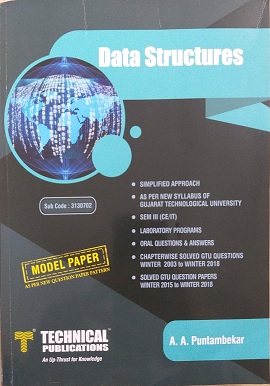 Data Structures
SIMPLIFIED APPROACH
AS PER NEW SYLLABUS OF
GUJARAT TECHNOLOGICAL UNIVERSITY
Sub Code : 3130702
SEM III (CE/IT)
LABORATORY PROGRAMS
ORAL QUESTIONS & ANSWERS
CHAPTERWISE SOLVED GTU QUESTIONS
WINTER 2003 to WINTER 2018
SOLVED GTU QUESTION PAPERS
WINTER 2015 to WINTER 2018
MODEL PAPER
AS PER NEW QUESTION PAPER PATTERN
TECHNICAL
PUBLICATIONS
An Up-Thrust for Knowledge
A. A. Puntambekar